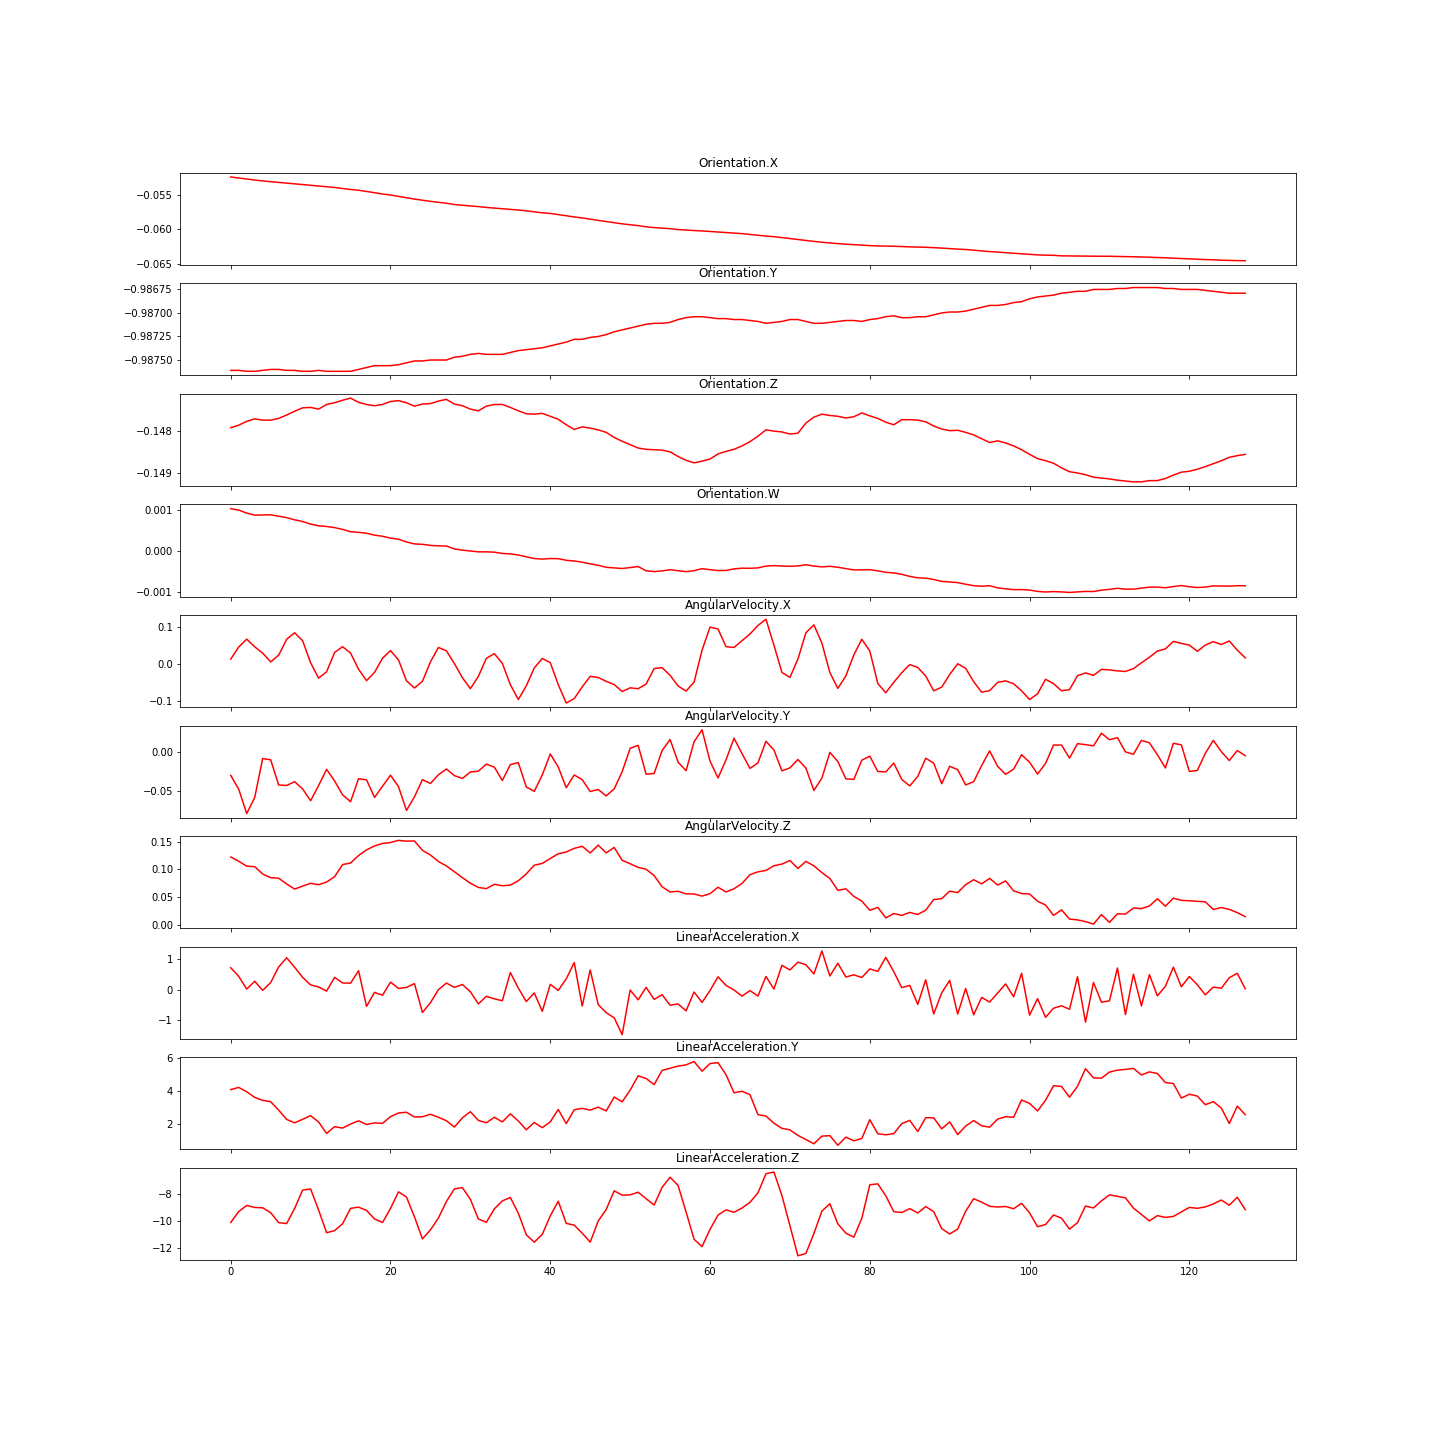 Orientation.X
−0.055
−0.060
−0.065
Orientation.Y
−0.98675
−0.98700
−0.98725
−0.98750
Orientation.Z
−0.148
−0.149
Orientation.W
0.001
0.000
−0.001
AngularVelocity.X
0.1
0.0
−0.1
AngularVelocity.Y
0.00
−0.05
AngularVelocity.Z
0.15
0.10
0.05
0.00
LinearAcceleration.X
1
0
−1
LinearAcceleration.Y
6
4
2
LinearAcceleration.Z
−8
−10
−12
0 20 40 60 80 100 120